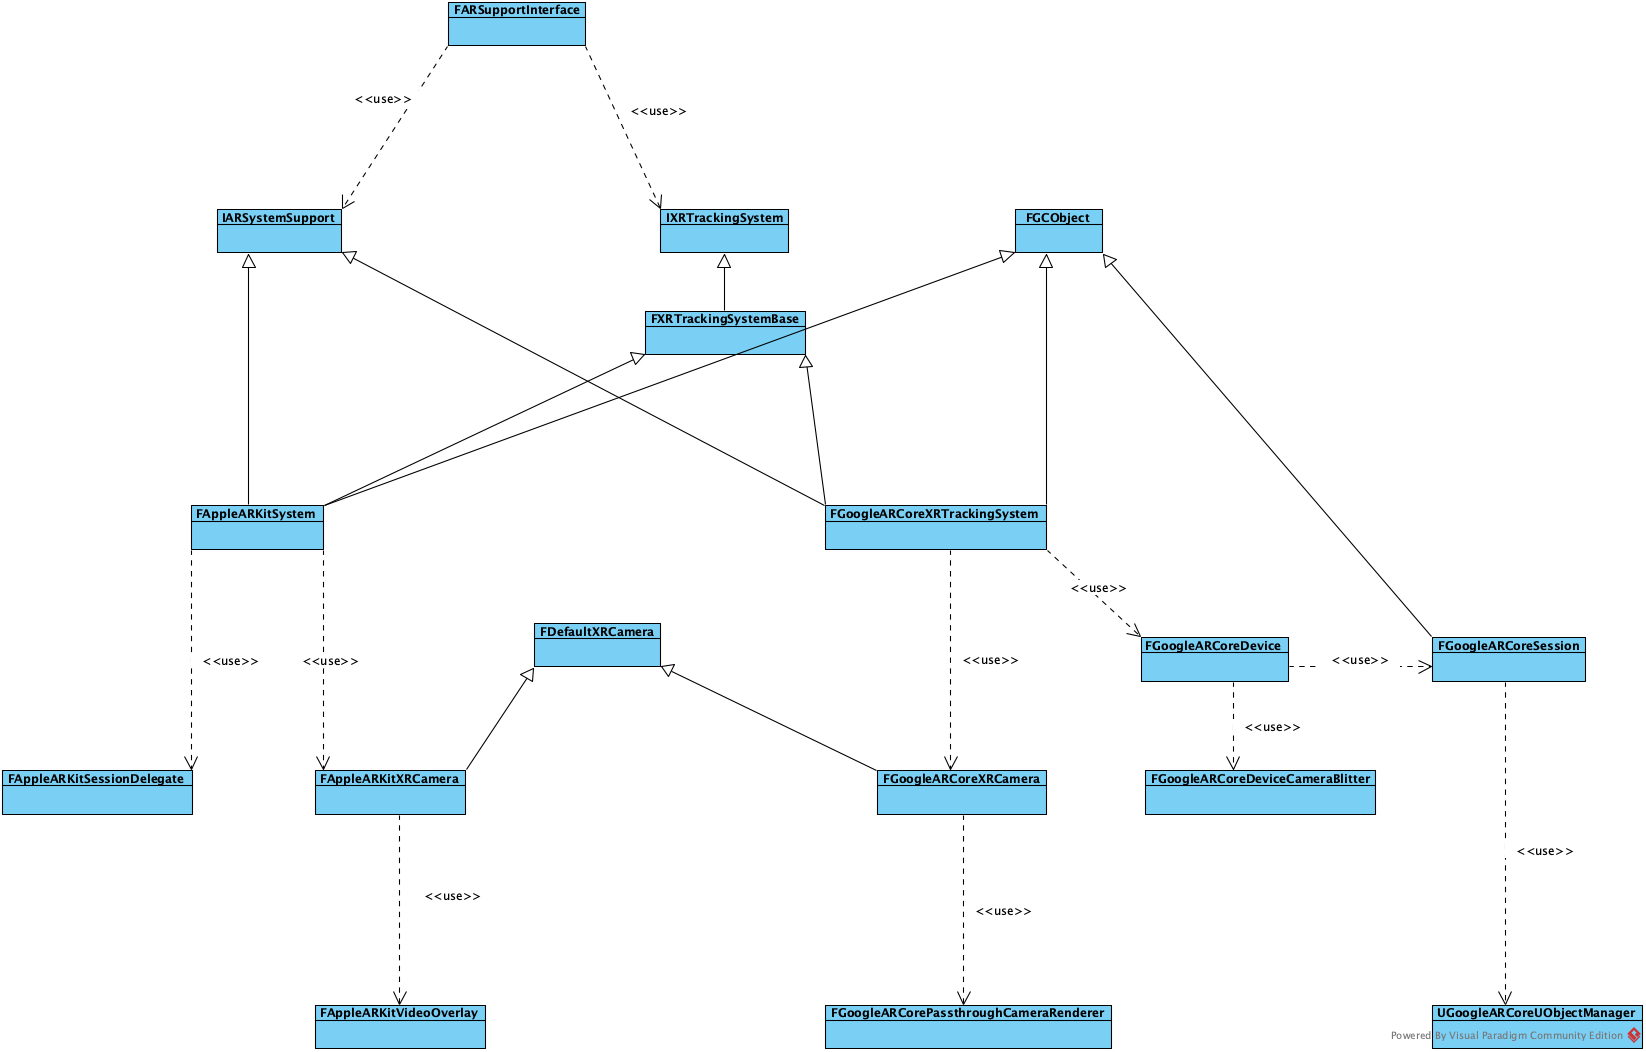 FARSupportInterface
<<use>>
<<use>>
IARSystemSupport
IXRTrackingSystem
FGCObject
FXRTrackingSystemBase
FAppleARKitSystem
FGoogleARCoreXRTrackingSystem
<<use>>
FDefaultXRCamera
FGoogleARCoreDevice
FGoogleARCoreSession
<<use>>
<<use>>
<<use>>
<<use>>
<<use>>
FAppleARKitSessionDelegate
FAppleARKitXRCamera
FGoogleARCoreXRCamera
FGoogleARCoreDeviceCameraBlitter
<<use>>
<<use>>
<<use>>
FAppleARKitVideoOverlay
FGoogleARCorePassthroughCameraRenderer
UGoogleARCoreUObjectManager
Powered By Visual Paradigm Community Edition